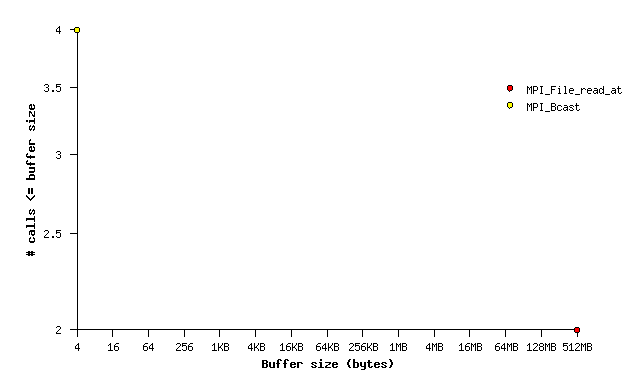 4
3.5
3
2.5
2
# calls <= buffer size
MPI_File_read_at
MPI_Bcast
4 16 64 256 1KB 4KB 16KB 64KB 256KB 1MB 4MB 16MB 64MB 128MB 512MB
Buffer size (bytes)